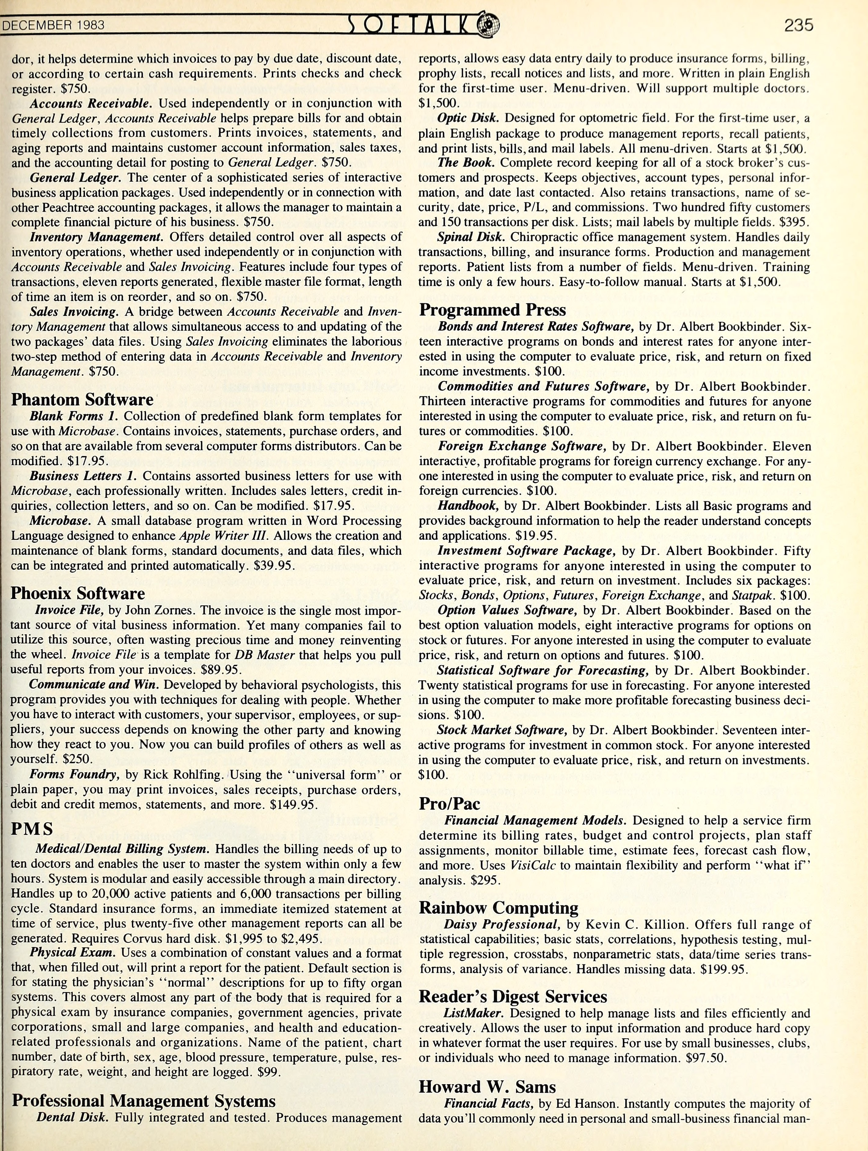 DECEMBER 1983
SOFTALK
235
dor, it helps determine which invoices to pay by due date, discount date,
or according to certain cash requirements. Prints checks and check
register. $750.
Accounts Receivable. Used independently or in conjunction with
General Ledger, Accounts Receivable helps prepare bills for and obtain
timely collections from customers. Prints invoices, statements, and
aging reports and maintains customer account information, sales taxes,
and the accounting detail for posting to General Ledger. $750.
General Ledger. The center of a sophisticated series of interactive
business application packages. Used independently or in connection with
other Peachtree accounting packages, it allows the manager to maintain a
complete financial picture of his business. $750.
Inventory Management. Offers detailed control over all aspects of
inventory operations, whether used independently or in conjunction with
Accounts Receivable and Sales Invoicing. Features include four types of
transactions, eleven reports generated, flexible master file format, length
of time an item is on reorder, and so on. $750.
Sales Invoicing. A bridge between Accounts Receivable and Inven-
tory Management that allows simultaneous access to and updating of the
two packages' data files. Using Sales Invoicing eliminates the laborious
two-step method of entering data in Accounts Receivable and Inventory
Management. $750.
Phantom Software
Blank Forms 1. Collection of predefined blank form templates for
use with Microbase. Contains invoices, statements, purchase orders, and
so on that are available from several computer forms distributors. Can be
modified. $17.95.
Business Letters 1. Contains assorted business letters for use with
Microbase, each professionally written. Includes sales letters, credit in-
quiries, collection letters, and so on. Can be modified. $17.95.
Microbase. A small database program written in Word Processing
Language designed to enhance Apple Writer III. Allows the creation and
maintenance of blank forms, standard documents, and data files, which
can be integrated and printed automatically. $39.95.
Phoenix Software
Invoice File, by John Zornes. The invoice is the single most impor-
tant source of vital business information. Yet many companies fail to
utilize this source, often wasting precious time and money reinventing
the wheel. Invoice File is a template for DB Master that helps you pull
useful reports from your invoices. $89.95.
Communicate and Win. Developed by behavioral psychologists, this
program provides you with techniques for dealing with people. Whether
you have to interact with customers, your supervisor, employees, or sup-
pliers, your success depends on knowing the other party and knowing
how they react to you. Now you can build profiles of others as well as
yourself. $250.
Forms Foundry, by Rick Rohlfing. Using the "universal form" or
plain paper, you may print invoices, sales receipts, purchase orders,
debit and credit memos, statements, and more. $149.95.
PMS
Medical/Dental Billing System. Handles the billing needs of up to
ten doctors and enables the user to master the system within only a few
hours. System is modular and easily accessible through a main directory.
Handles up to 20,000 active patients and 6,000 transactions per billing
cycle. Standard insurance forms, an immediate itemized statement at
time of service, plus twenty-five other management reports can all be
generated. Requires Corvus hard disk. $1,995 to $2,495.
Physical Exam. Uses a combination of constant values and a format
that, when filled out, will print a report for the patient. Default section is
for stating the physician's "normal" descriptions for up to fifty organ
systems. This covers almost any part of the body that is required for a
physical exam by insurance companies, government agencies, private
corporations, small and large companies, and health and education-
related professionals and organizations. Name of the patient, chart
number, date of birth, sex, age, blood pressure, temperature, pulse, res-
piratory rate, weight, and height are logged. $99.
Professional Management Systems
Dental Disk. Fully integrated and tested. Produces management
reports, allows easy data entry daily to produce insurance forms, billing,
prophy lists, recall notices and lists, and more. Written in plain English
for the first-time user. Menu-driven. Will support multiple doctors.
$1,500.
Optic Disk. Designed for optometric field. For the first-time user, a
plain English package to produce management reports, recall patients,
and print lists, bills, and mail labels. All menu-driven. Starts at $1,500.
The Book. Complete record keeping for all of a stock broker's cus-
tomers and prospects. Keeps objectives, account types, personal infor-
mation, and date last contacted. Also retains transactions, name of se-
curity, date, price, P/L, and commissions. Two hundred fifty customers
and 150 transactions per disk. Lists; mail labels by multiple fields. $395.
Spinal Disk. Chiropractic office management system. Handles daily
transactions, billing, and insurance forms. Production and management
reports. Patient lists from a number of fields. Menu-driven. Training
time is only a few hours. Easy-to-follow manual. Starts at $1,500.
Programmed Press
Bonds and Interest Rates Software, by Dr. Albert Bookbinder. Six-
teen interactive programs on bonds and interest rates for anyone inter-
ested in using the computer to evaluate price, risk, and return on fixed
income investments. $100.
Commodities and Futures Software, by Dr. Albert Bookbinder.
Thirteen interactive programs for commodities and futures for anyone
interested in using the computer to evaluate price, risk, and return on fu-
tures or commodities. $100.
Foreign Exchange Software, by Dr. Albert Bookbinder. Eleven
interactive, profitable programs for foreign currency exchange. For any-
one interested in using the computer to evaluate price, risk, and return on
foreign currencies. $100.
Handbook, by Dr. Albert Bookbinder. Lists all Basic programs and
provides background information to help the reader understand concepts
and applications. $19.95.
Investment Software Package, by Dr. Albert Bookbinder. Fifty
interactive programs for anyone interested in using the computer to
evaluate price, risk, and return on investment. Includes six packages:
Stocks, Bonds, Options, Futures, Foreign Exchange, and Statpak. $100.
Option Values Software, by Dr. Albert Bookbinder. Based on the
best option valuation models, eight interactive programs for options on
stock or futures. For anyone interested in using the computer to evaluate
price, risk, and return on options and futures. $100.
Statistical Software for Forecasting, by Dr. Albert Bookbinder.
Twenty statistical programs for use in forecasting. For anyone interested
in using the computer to make more profitable forecasting business deci-
sions. $100.
Stock Market Software, by Dr. Albert Bookbinder. Seventeen inter-
active programs for investment in common stock. For anyone interested
in using the computer to evaluate price, risk, and return on investments.
$100.
Pro/Pac
Financial Management Models. Designed to help a service firm
determine its billing rates, budget and control projects, plan staff
assignments, monitor billable time, estimate fees, forecast cash flow,
and more. Uses VisiCalc to maintain flexibility and perform "what if"
analysis. $295.
Rainbow Computing
Daisy Professional, by Kevin C. Killion. Offers full range of
statistical capabilities; basic stats, correlations, hypothesis testing, mul-
tiple regression, crosstabs, nonparametric stats, data/time series trans-
forms, analysis of variance. Handles missing data. $199.95.
Reader's Digest Services
ListMaker. Designed to help manage lists and files efficiently and
creatively. Allows the user to input information and produce hard copy
in whatever format the user requires. For use by small businesses, clubs,
or individuals who need to manage information. $97.50.
Howard W. Sams
Financial Facts, by Ed Hanson. Instantly computes the majority of
data you'll commonly need in personal and small-business financial man-